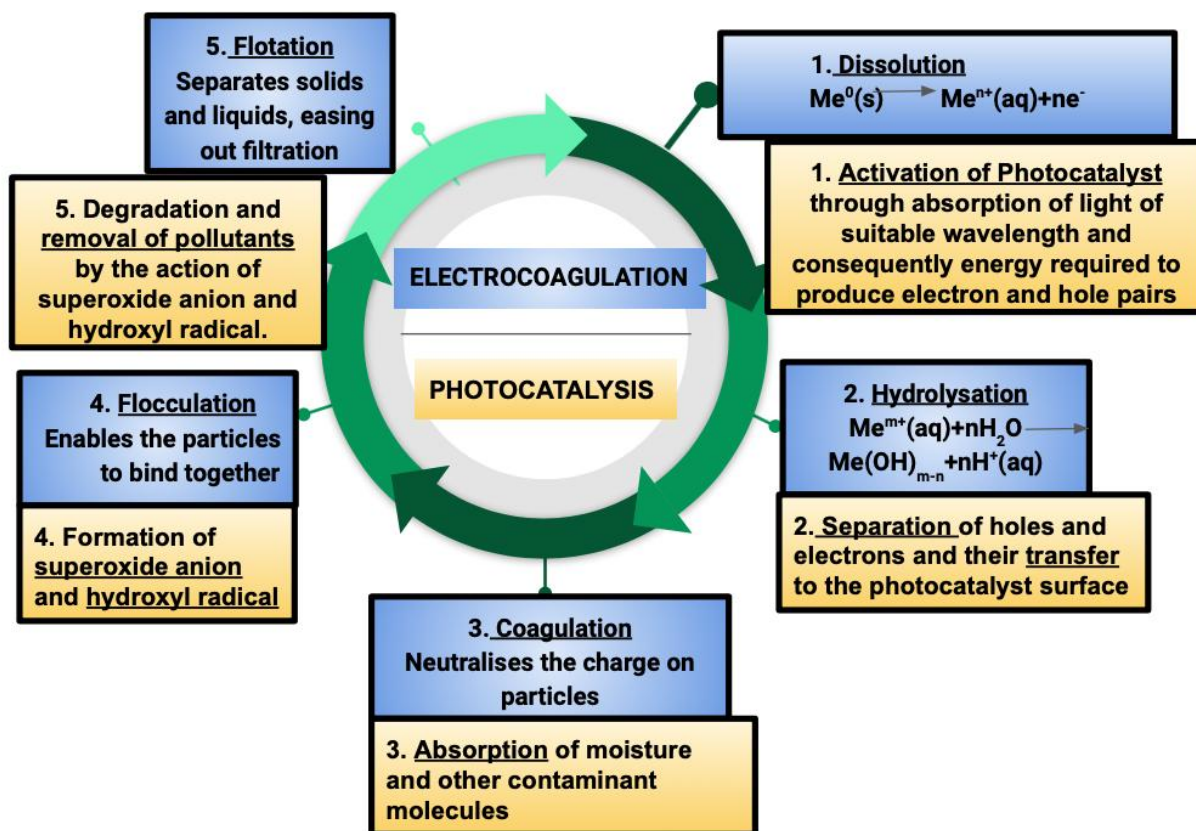 5. Flotation
Separates solids
and liquids, easing
out filtration
1. Dissolution
Me⁰(s) → Meⁿ⁺(aq)+ne⁻
5. Degradation and
removal of pollutants
by the action of
superoxide anion and
hydroxyl radical.
1. Activation of Photocatalyst
through absorption of light of
suitable wavelength and
consequently energy required to
produce electron and hole pairs
ELECTROCOAGULATION
PHOTOCATALYSIS
4. Flocculation
Enables the particles
to bind together
2. Hydrolysation
Meᵐ⁺(aq)+nH₂O →
Me(OH)ₘ₋ₙ+nH⁺(aq)
4. Formation of
superoxide anion
and hydroxyl radical
2. Separation of holes and
electrons and their transfer
to the photocatalyst surface
3. Coagulation
Neutralises the charge on
particles
3. Absorption of moisture
and other contaminant
molecules